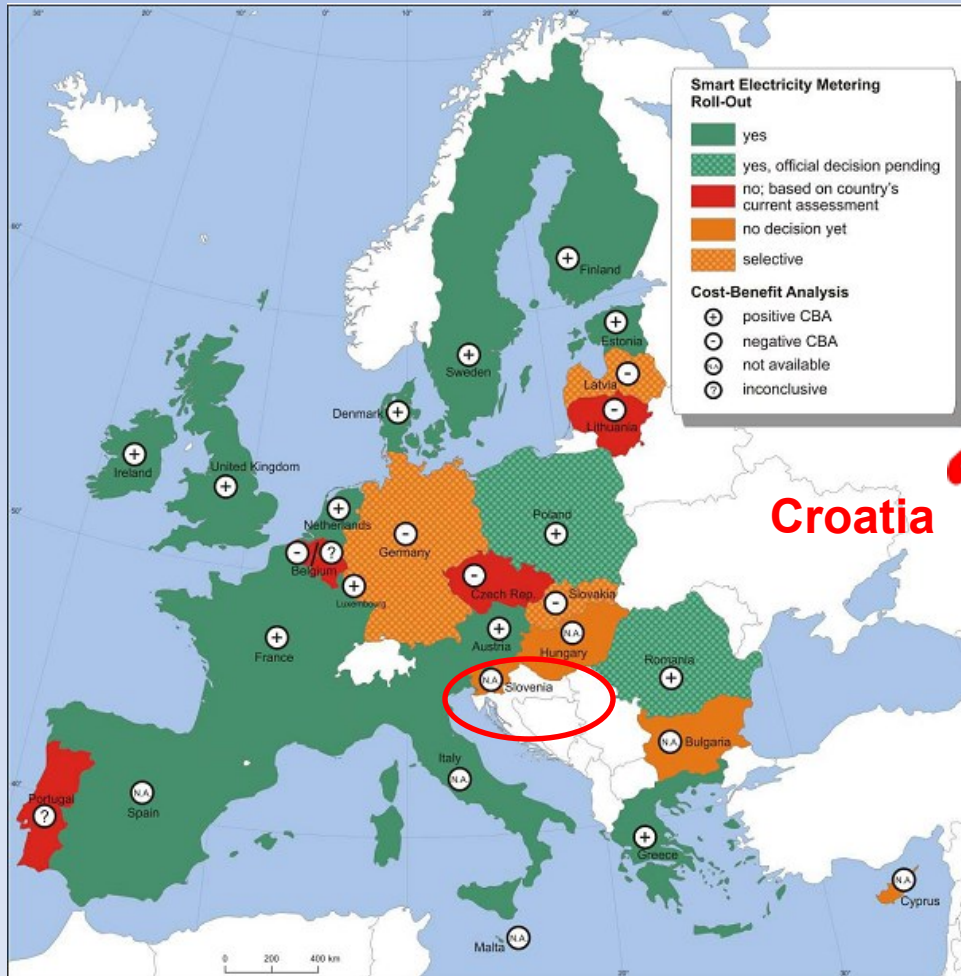 Smart Electricity Metering
Roll-Out
yes
yes, official decision pending
no; based on country's
current assessment
no decision yet
selective
Cost-Benefit Analysis
+ positive CBA
- negative CBA
N.A. not available
? inconclusive
Croatia
+ Finland
+
Estonia
+
Sweden
Latvia -
-
Lithuania
Denmark +
+
Ireland
United Kingdom
+
+
Netherlands
Poland
+
-
Germany
- / ?
Belgium
+
Luxembourg
-
Czech Rep.
Slovakia
-
+
Austria
N.A.
Hungary
+
France
Romania
+
N.A. Slovenia
N.A. Bulgaria
Italy
N.A.
N.A.
Spain
Portugal
?
+
Greece
N.A.
Cyprus
Malta N.A.
0 200 400 km